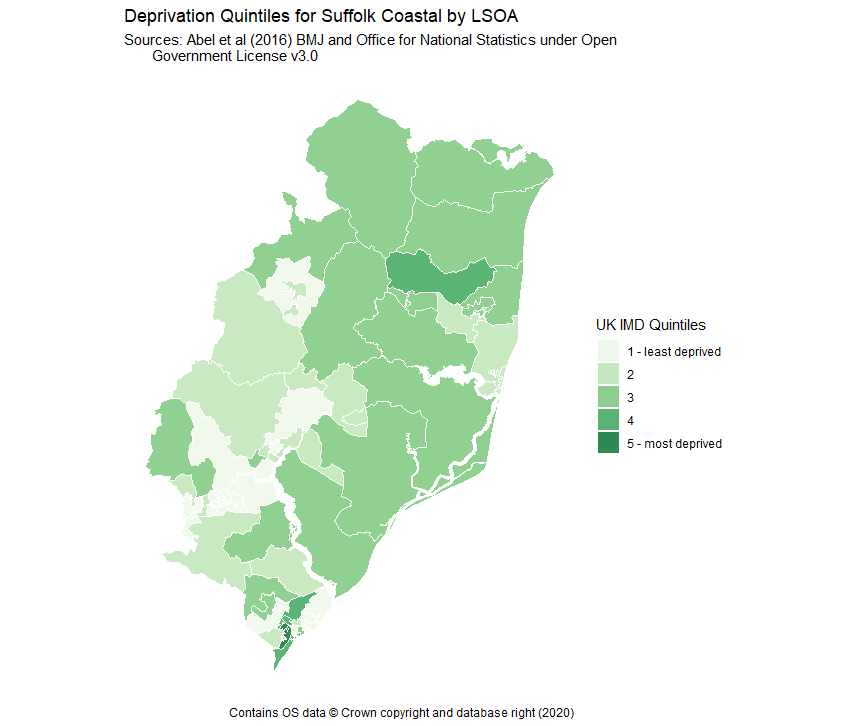 Deprivation Quintiles for Suffolk Coastal by LSOA
Sources: Abel et al (2016) BMJ and Office for National Statistics under Open
Government License v3.0
UK IMD Quintiles
1 - least deprived
2
3
4
5 - most deprived
Contains OS data © Crown copyright and database right (2020)